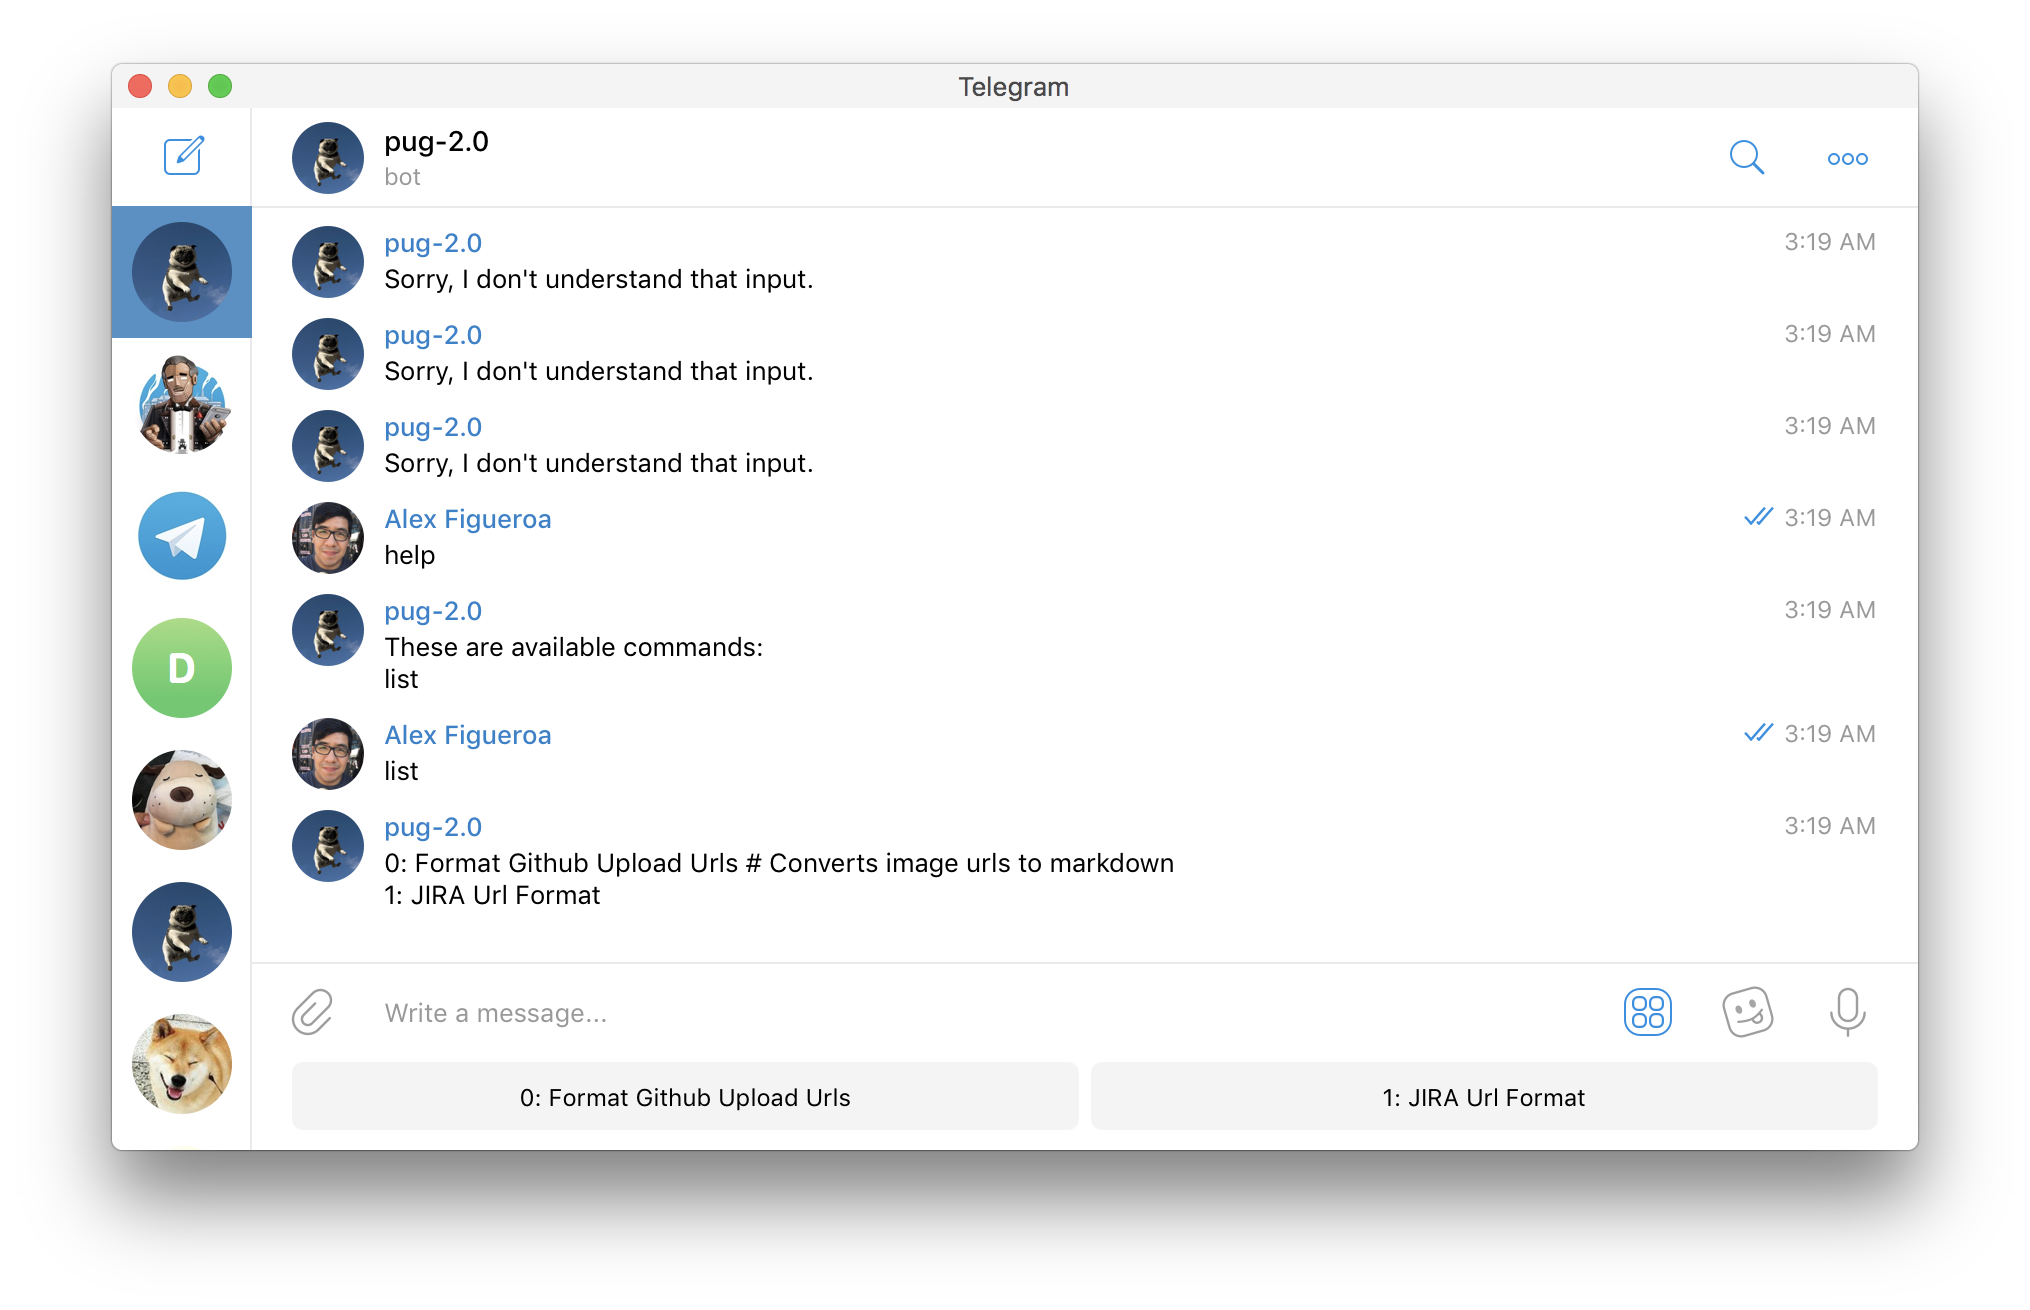 Telegram
pug-2.0
bot
pug-2.0 3:19 AM
Sorry, I don't understand that input.
pug-2.0 3:19 AM
Sorry, I don't understand that input.
pug-2.0 3:19 AM
Sorry, I don't understand that input.
Alex Figueroa 3:19 AM
help
pug-2.0 3:19 AM
These are available commands:
list
Alex Figueroa 3:19 AM
list
pug-2.0 3:19 AM
0: Format Github Upload Urls # Converts image urls to markdown
1: JIRA Url Format
D
Write a message...
0: Format Github Upload Urls
1: JIRA Url Format